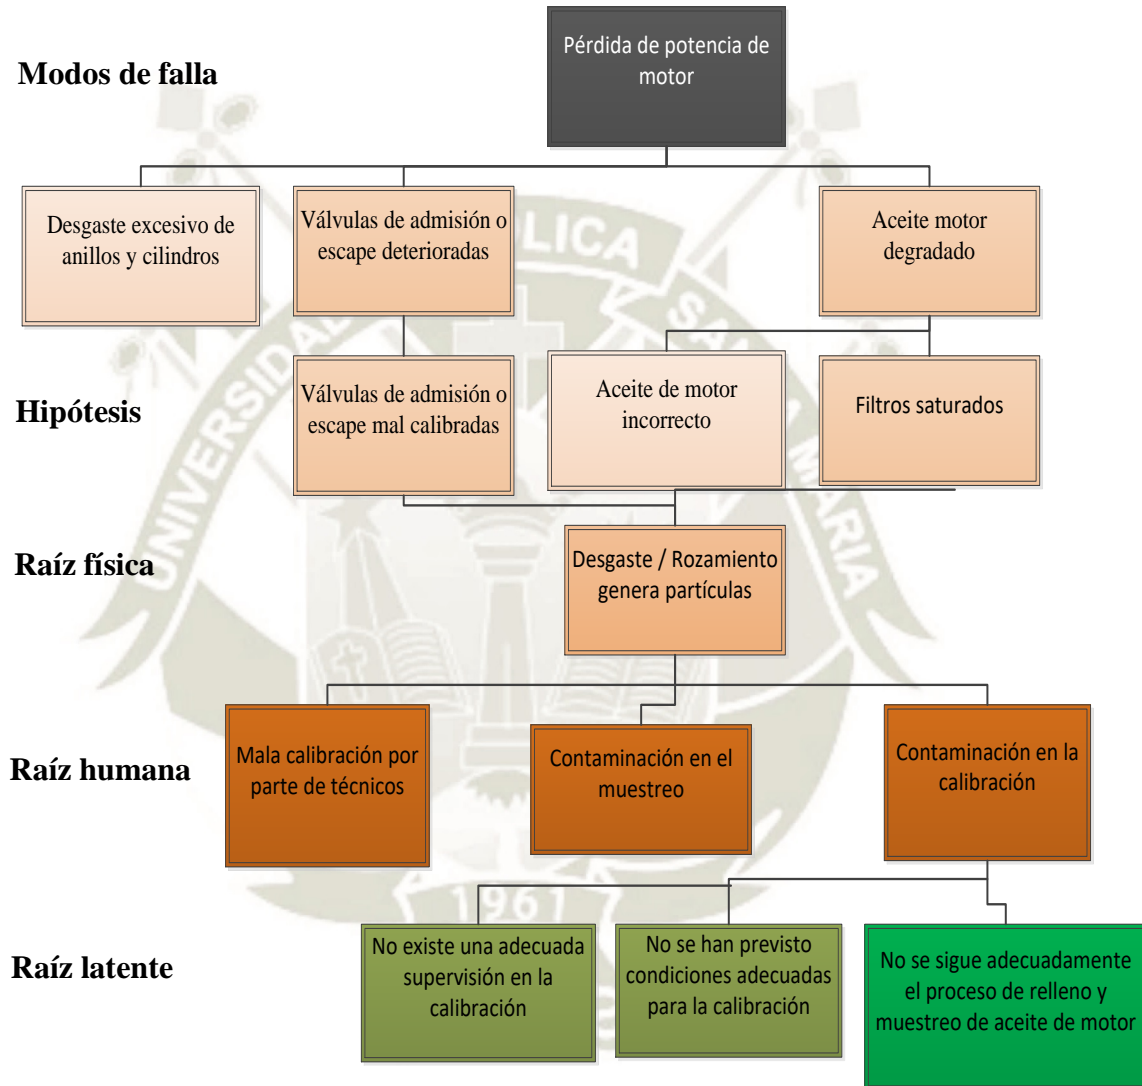 Pérdida de potencia de
motor
Modos de falla
Desgaste excesivo de
anillos y cilindros
Válvulas de admisión o
escape deterioradas
Aceite motor
degradado
Hipótesis
Válvulas de admisión o
escape mal calibradas
Aceite de motor
incorrecto
Filtros saturados
Raíz física
Desgaste / Rozamiento
genera partículas
Raíz humana
Mala calibración por
parte de técnicos
Contaminación en el
muestreo
Contaminación en la
calibración
Raíz latente
No existe una adecuada
supervisión en la
calibración
No se han previsto
condiciones adecuadas
para la calibración
No se sigue adecuadamente
el proceso de relleno y
muestreo de aceite de motor
1961